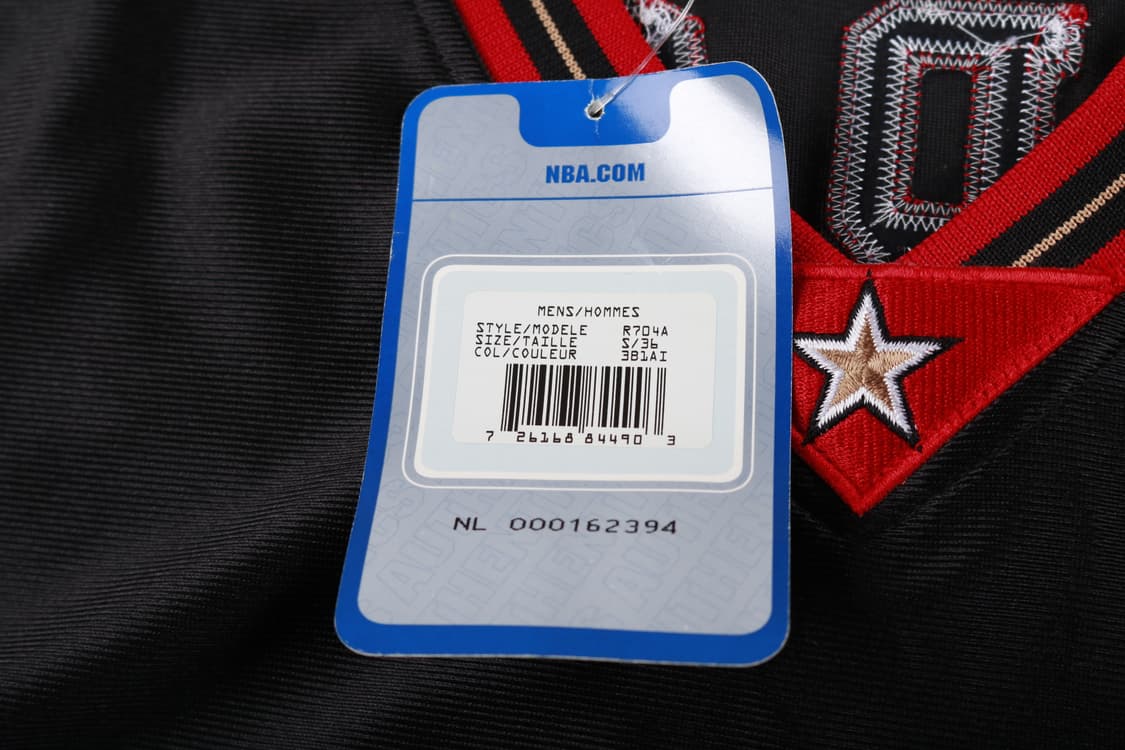 NBA.COM
MENS/HOMMES
STYLE/MODELE R704A
SIZE/TAILLE S/36
COL/COULEUR 381AI
7 26168 84490 3
NL 000162394